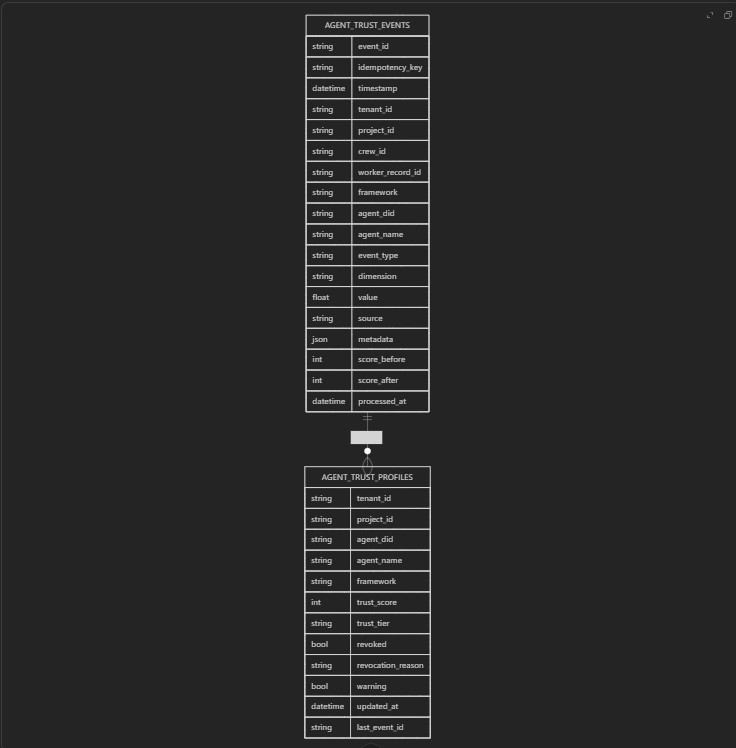 AGENT_TRUST_EVENTS
string event_id
string idempotency_key
datetime timestamp
string tenant_id
string project_id
string crew_id
string worker_record_id
string framework
string agent_did
string agent_name
string event_type
string dimension
float value
string source
json metadata
int score_before
int score_after
datetime processed_at
AGENT_TRUST_PROFILES
string tenant_id
string project_id
string agent_did
string agent_name
string framework
int trust_score
string trust_tier
bool revoked
string revocation_reason
bool warning
datetime updated_at
string last_event_id